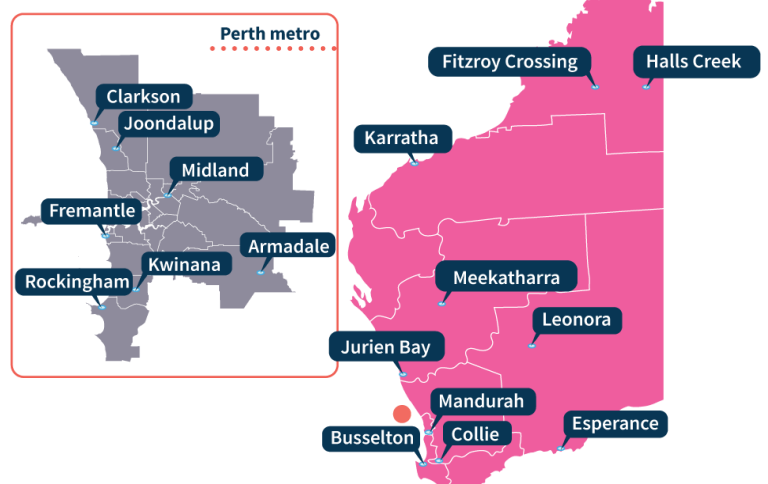 Perth metro
Clarkson
Joondalup
Midland
Fremantle
Armadale
Kwinana
Rockingham
Fitzroy Crossing
Halls Creek
Karratha
Meekatharra
Leonora
Jurien Bay
Mandurah
Esperance
Busselton
Collie